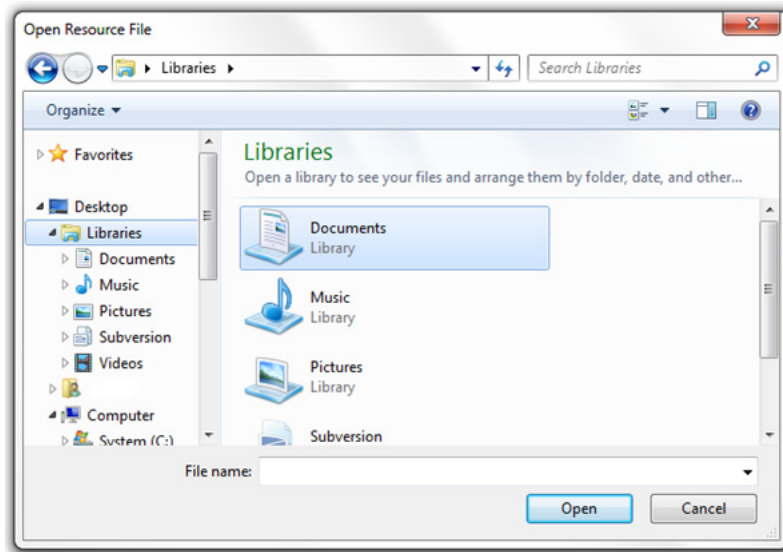 Open Resource File
Libraries
Search Libraries
Organize
Favorites
Desktop
Libraries
Documents
Music
Pictures
Subversion
Videos
Computer
System (C:)
Libraries
Open a library to see your files and arrange them by folder, date, and other...
Documents
Library
Music
Library
Pictures
Library
Subversion
File name:
Open
Cancel